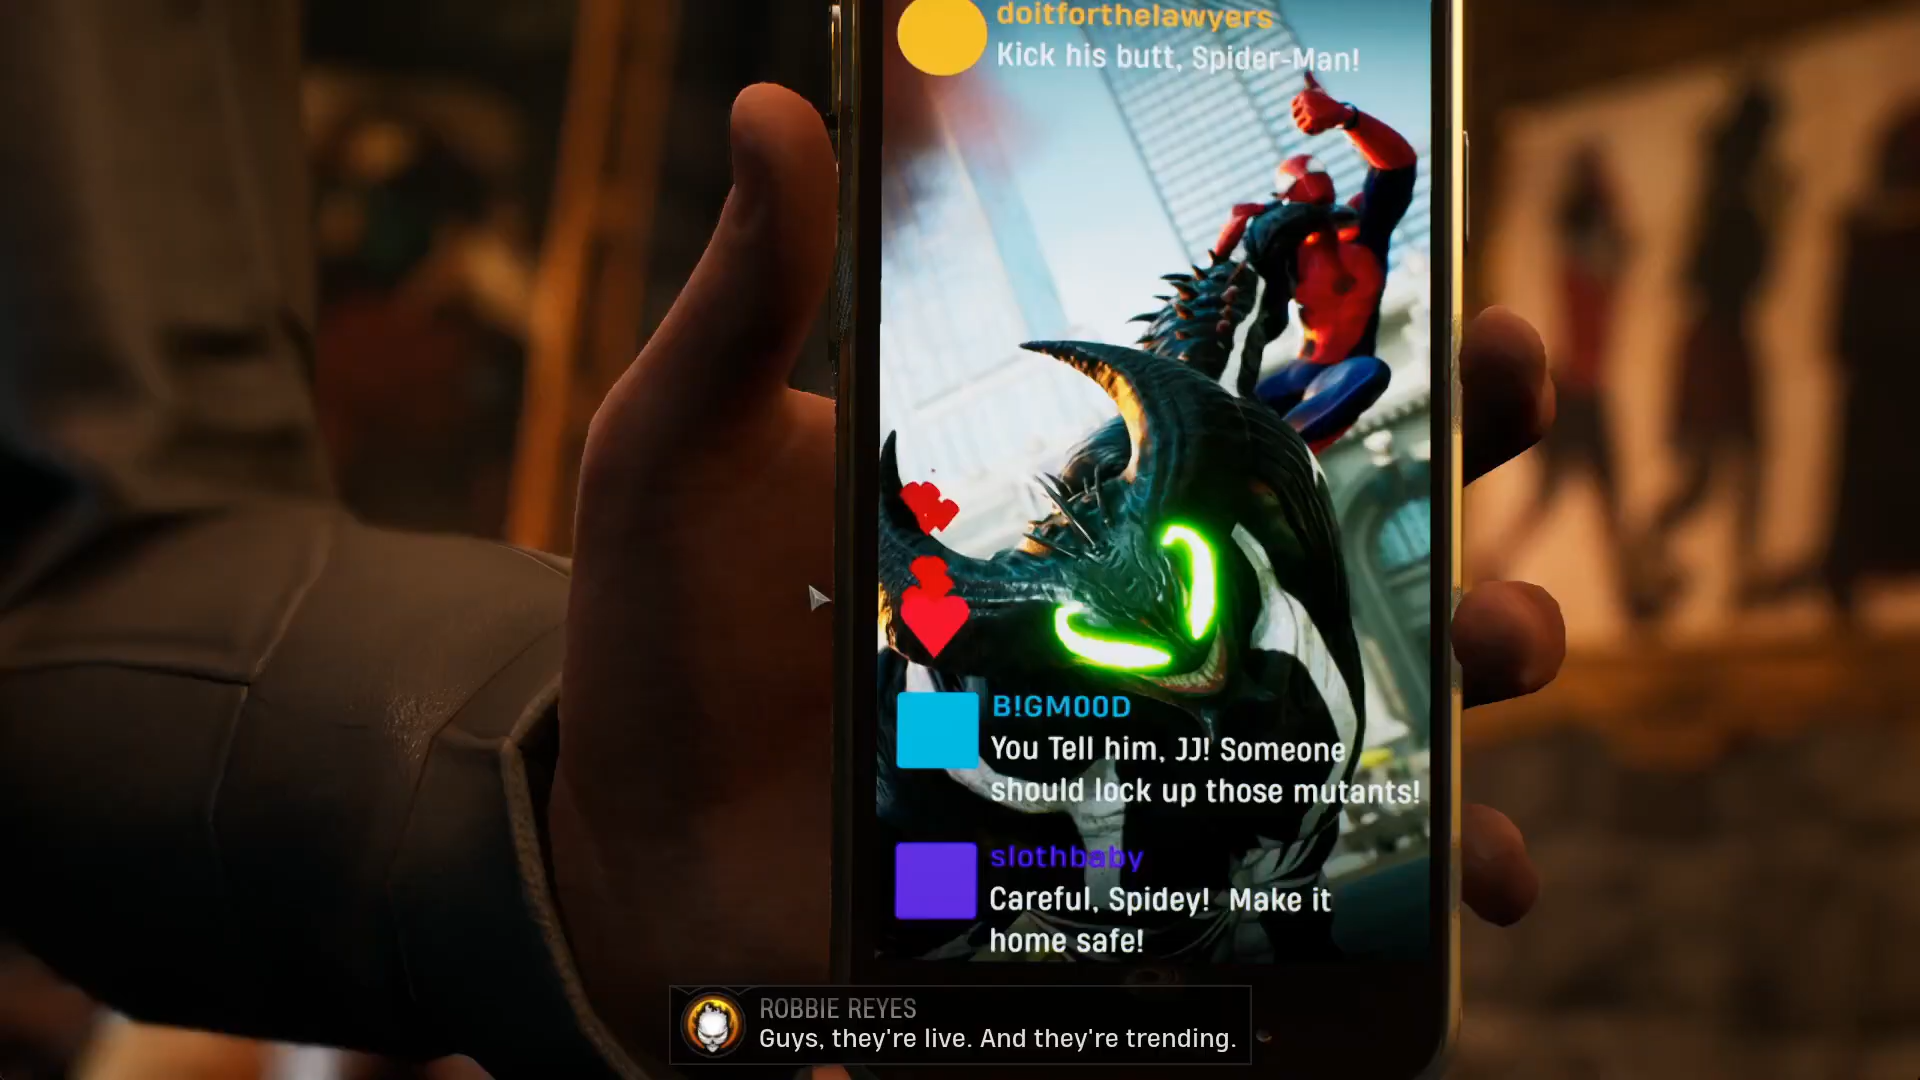 doitforthelawyers
Kick his butt, Spider-Man!
B!GM00D
You Tell him, JJ! Someone
should lock up those mutants!
slothbaby
Careful, Spidey!  Make it
home safe!
ROBBIE REYES
Guys, they're live. And they're trending.